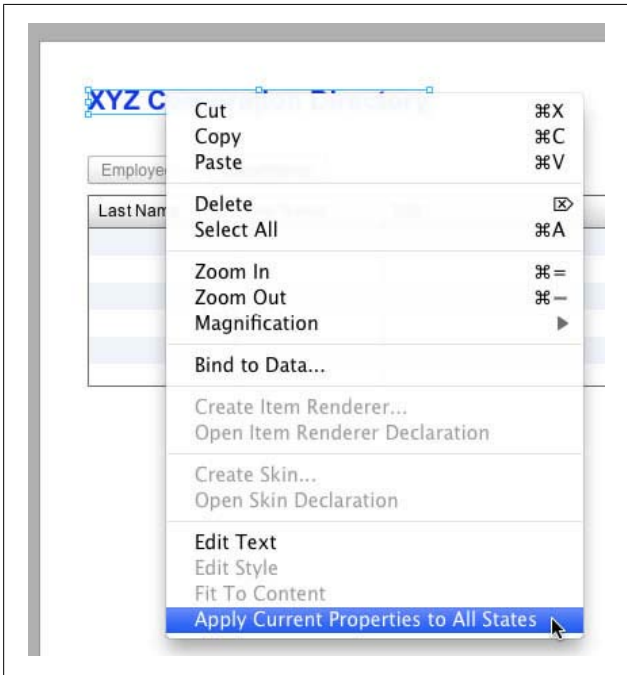 XYZ C
Employe
Last Nam
Cut ⌘X
Copy ⌘C
Paste ⌘V
Delete ⌦
Select All ⌘A
Zoom In ⌘=
Zoom Out ⌘−
Magnification ▶
Bind to Data...
Create Item Renderer...
Open Item Renderer Declaration
Create Skin...
Open Skin Declaration
Edit Text
Edit Style
Fit To Content
Apply Current Properties to All States